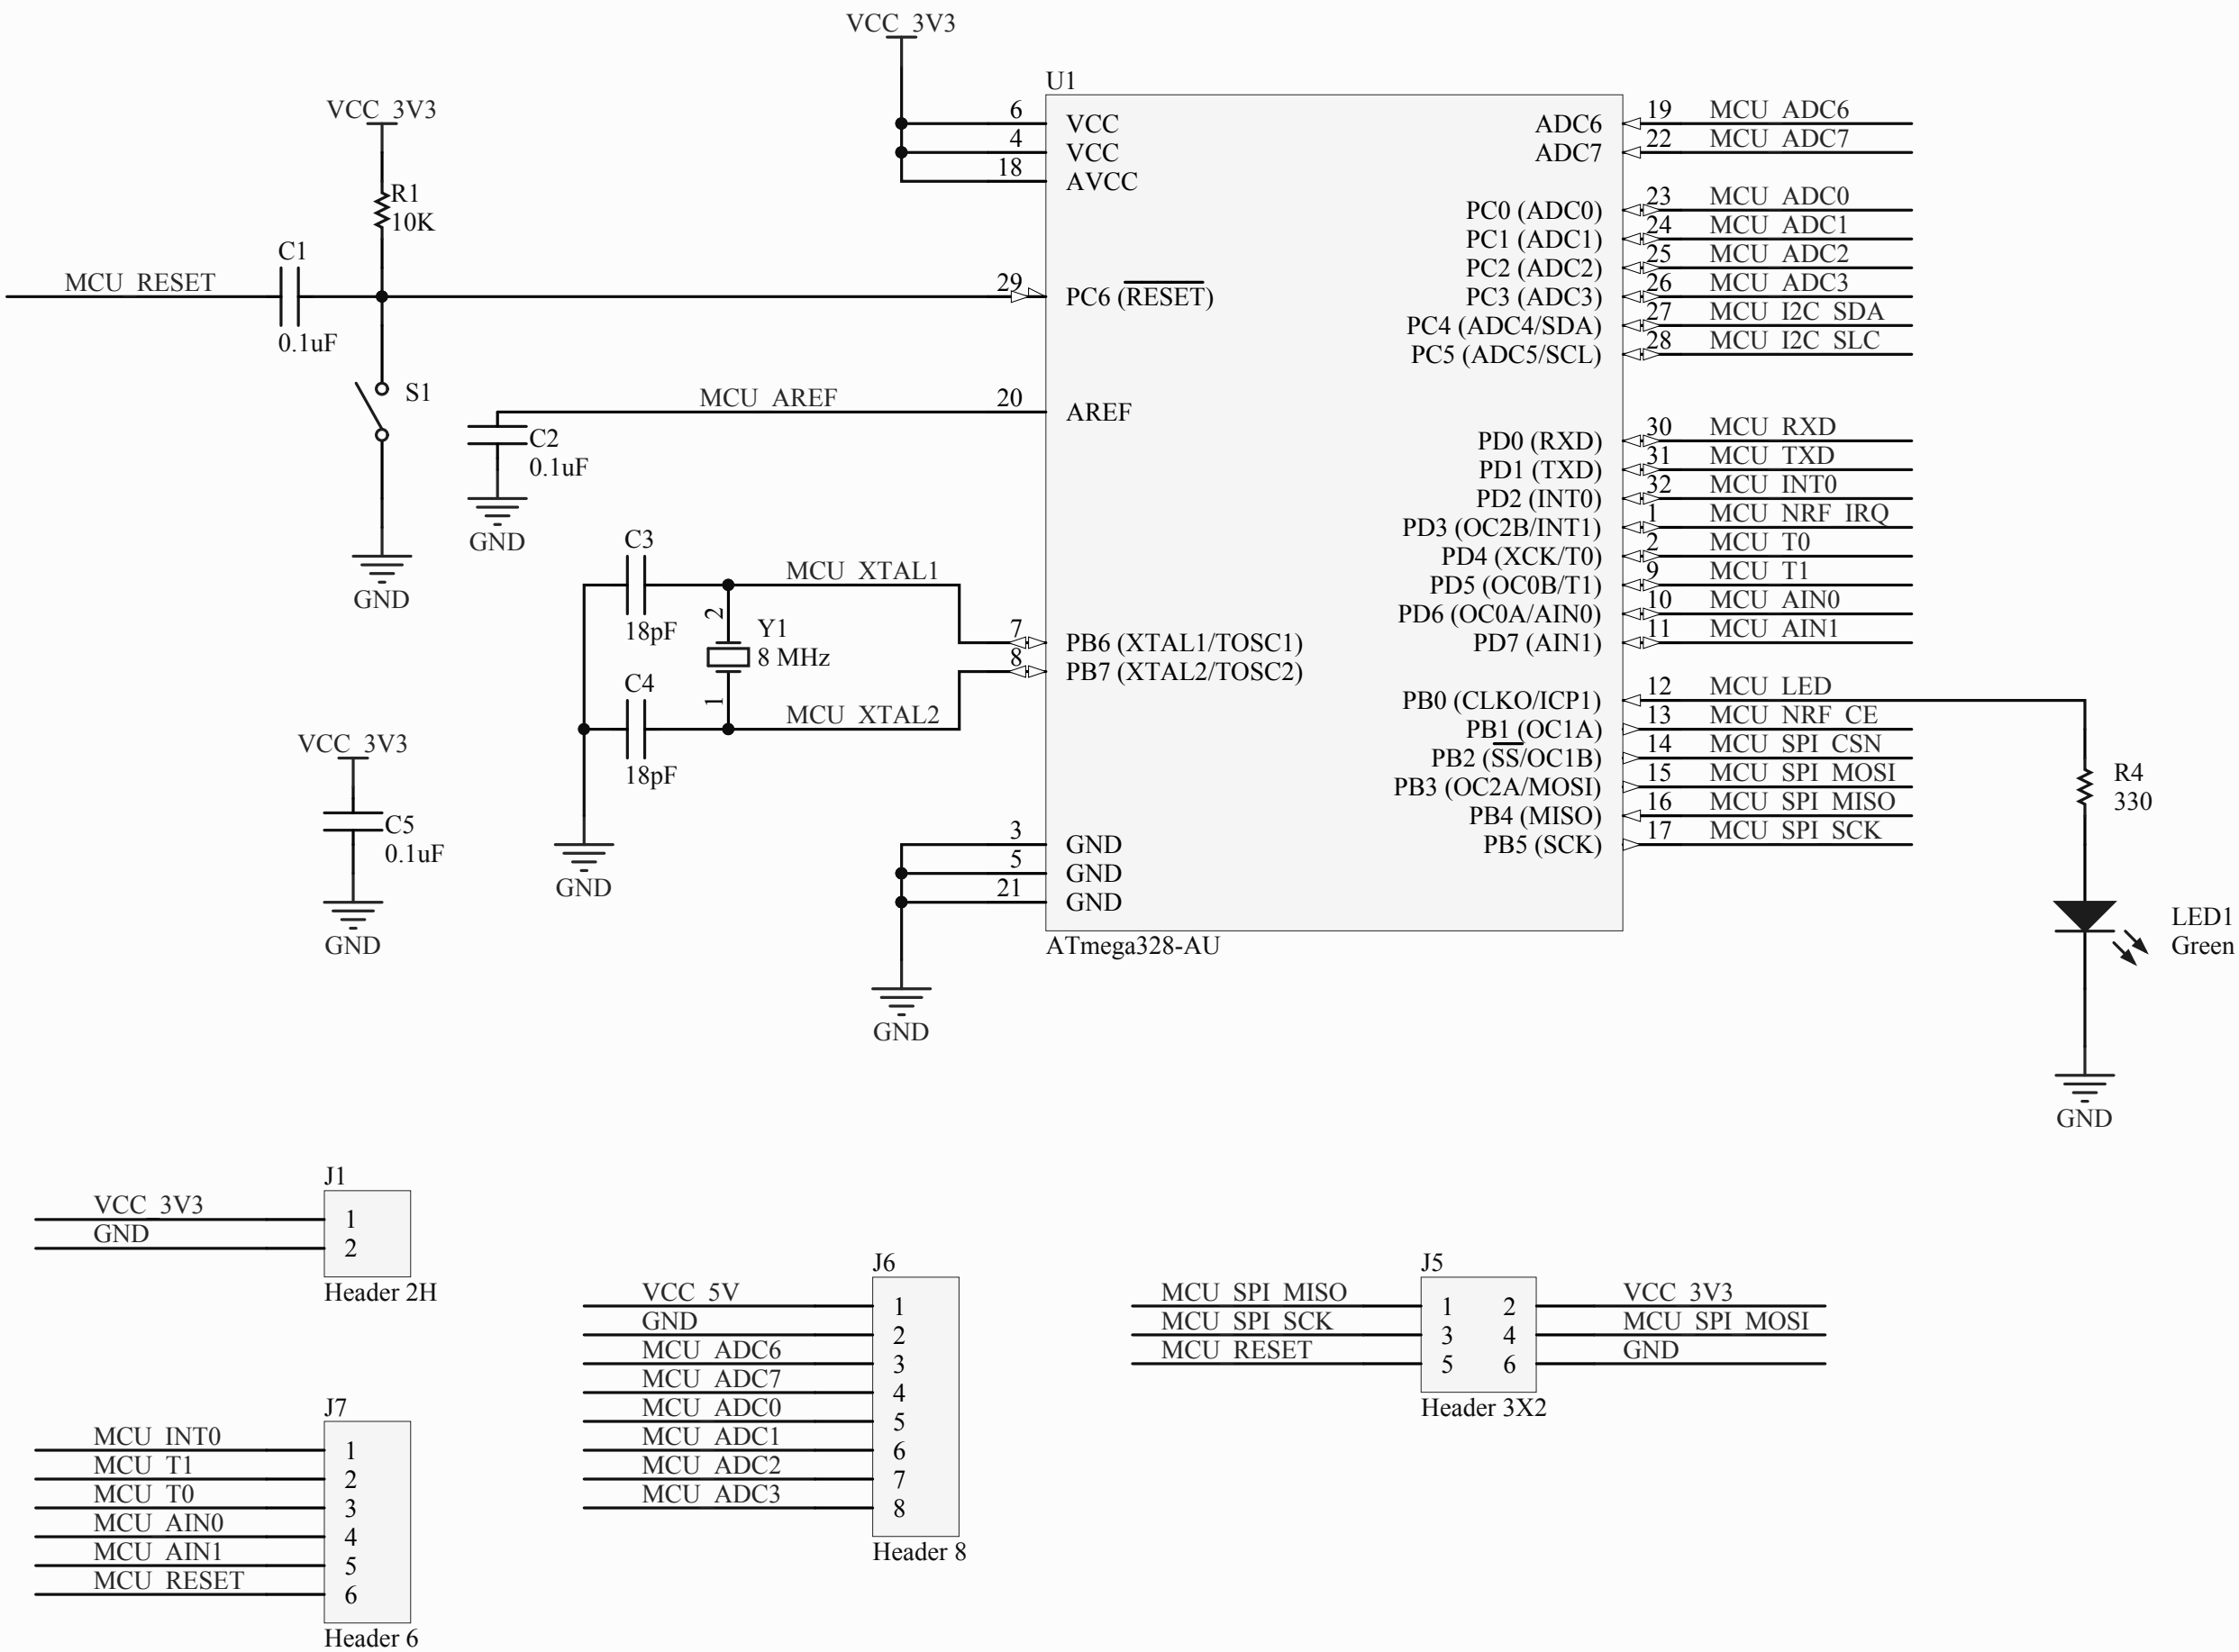 VCC_3V3
U1
6
VCC
4
VCC
18
AVCC
ADC6
19
MCU_ADC6
ADC7
22
MCU_ADC7
VCC_3V3
R1
10K
PC0 (ADC0)
23
MCU_ADC0
PC1 (ADC1)
24
MCU_ADC1
PC2 (ADC2)
25
MCU_ADC2
PC3 (ADC3)
26
MCU_ADC3
PC4 (ADC4/SDA)
27
MCU_I2C_SDA
PC5 (ADC5/SCL)
28
MCU_I2C_SLC
C1
MCU_RESET
0.1uF
29
PC6 (RESET)
S1
GND
MCU_AREF
20
AREF
C2
0.1uF
GND
PD0 (RXD)
30
MCU_RXD
PD1 (TXD)
31
MCU_TXD
PD2 (INT0)
32
MCU_INT0
PD3 (OC2B/INT1)
1
MCU_NRF_IRQ
PD4 (XCK/T0)
2
MCU_T0
PD5 (OC0B/T1)
9
MCU_T1
PD6 (OC0A/AIN0)
10
MCU_AIN0
PD7 (AIN1)
11
MCU_AIN1
C3
18pF
MCU_XTAL1
2
Y1
8 MHz
7
PB6 (XTAL1/TOSC1)
8
PB7 (XTAL2/TOSC2)
C4
1
MCU_XTAL2
18pF
GND
PB0 (CLKO/ICP1)
12
MCU_LED
PB1 (OC1A)
13
MCU_NRF_CE
PB2 (SS/OC1B)
14
MCU_SPI_CSN
PB3 (OC2A/MOSI)
15
MCU_SPI_MOSI
PB4 (MISO)
16
MCU_SPI_MISO
PB5 (SCK)
17
MCU_SPI_SCK
R4
330
LED1
Green
GND
VCC_3V3
C5
0.1uF
GND
3
GND
5
GND
21
GND
ATmega328-AU
GND
J1
VCC_3V3
1
GND
2
Header 2H
J6
VCC_5V
1
GND
2
MCU_ADC6
3
MCU_ADC7
4
MCU_ADC0
5
MCU_ADC1
6
MCU_ADC2
7
MCU_ADC3
8
Header 8
J5
MCU_SPI_MISO
1
2
VCC_3V3
MCU_SPI_SCK
3
4
MCU_SPI_MOSI
MCU_RESET
5
6
GND
Header 3X2
J7
MCU_INT0
1
MCU_T1
2
MCU_T0
3
MCU_AIN0
4
MCU_AIN1
5
MCU_RESET
6
Header 6